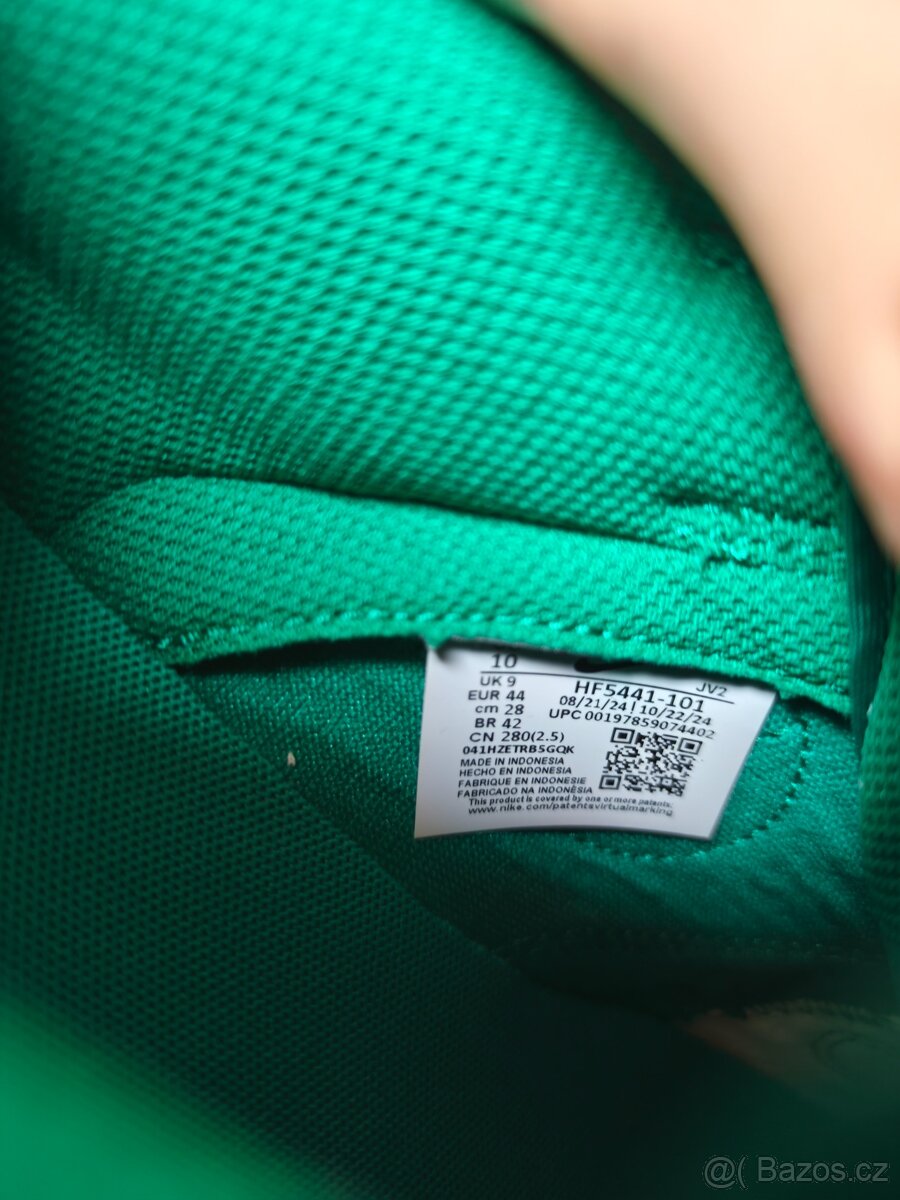 10
UK 9
EUR 44
cm 28
BR 42
CN 280(2.5)
041HZETRB5GQK
MADE IN INDONESIA
HECHO EN INDONESIA
FABRIQUE EN INDONESIE
FABRICADO NA INDONÉSIA
This product is covered by one or more patents.
www.nike.com/patentsvirtualmarking
JV2
HF5441-101
08/21/24 | 10/22/24
UPC 00197859074402
@( Bazos.cz